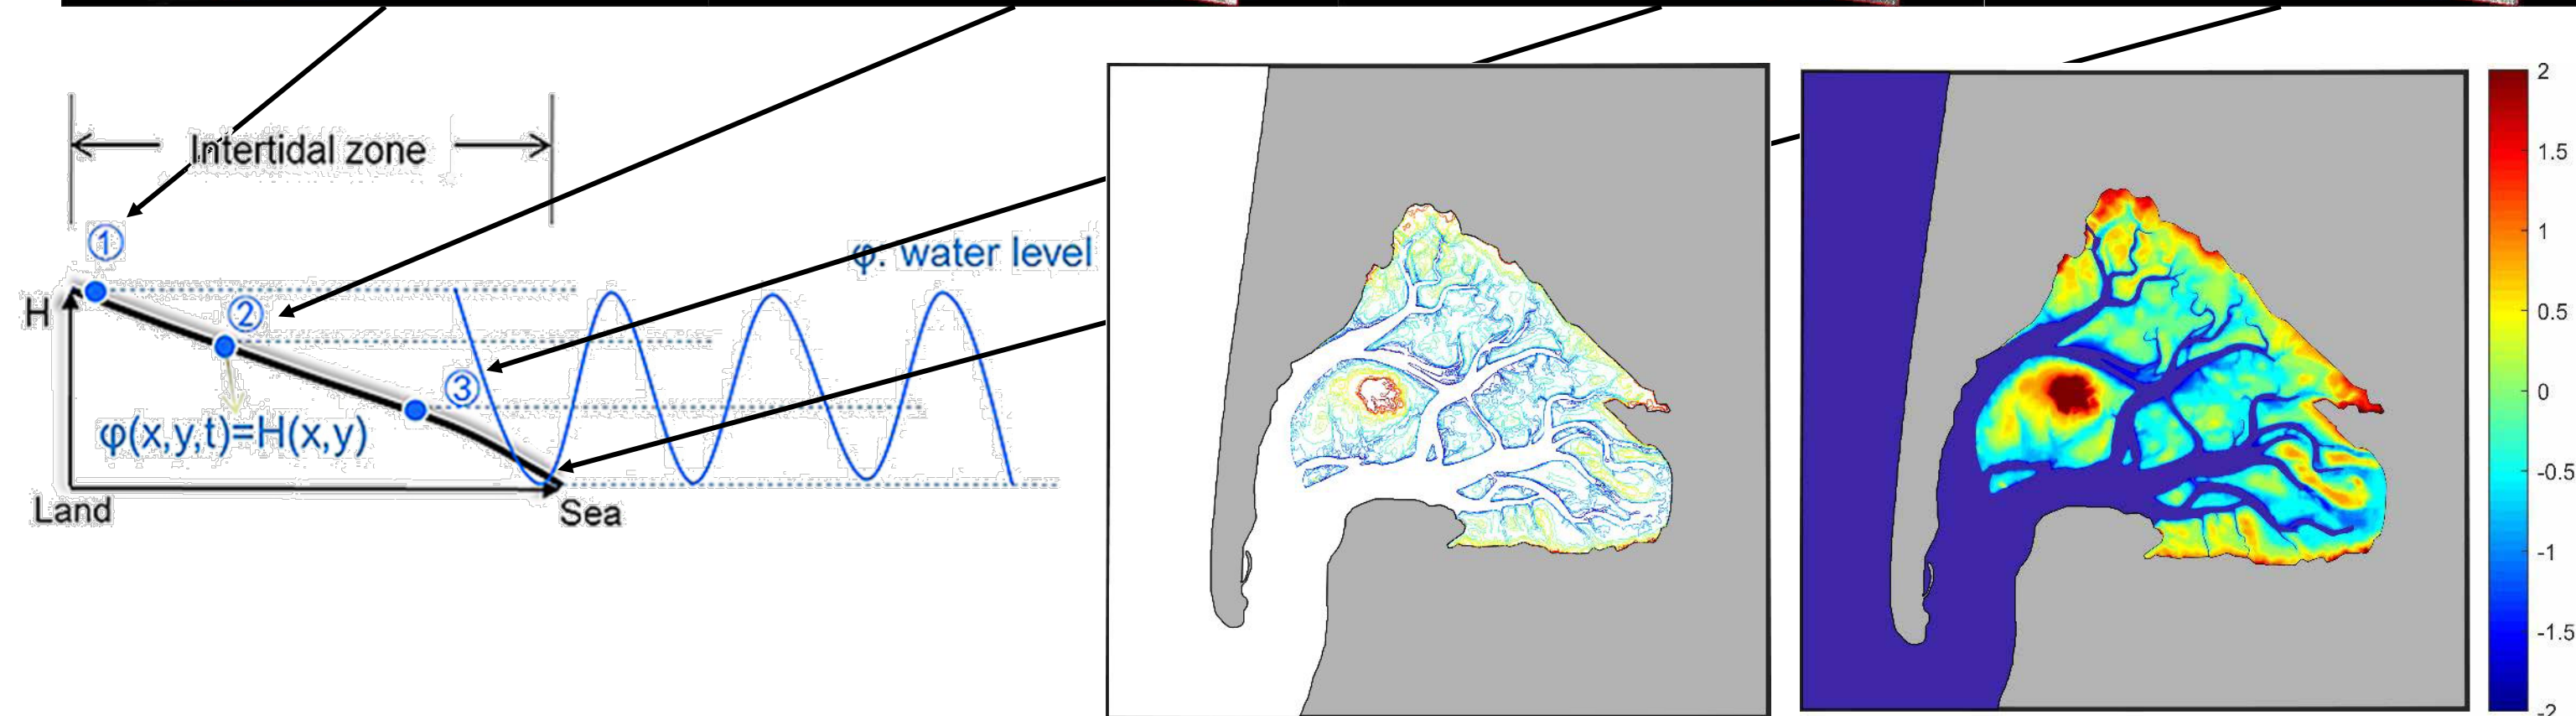 Intertidal zone
①
φ: water level
H
②
③
φ(x,y,t)=H(x,y)
Land
Sea
2
1.5
1
0.5
0
-0.5
-1
-1.5
-2